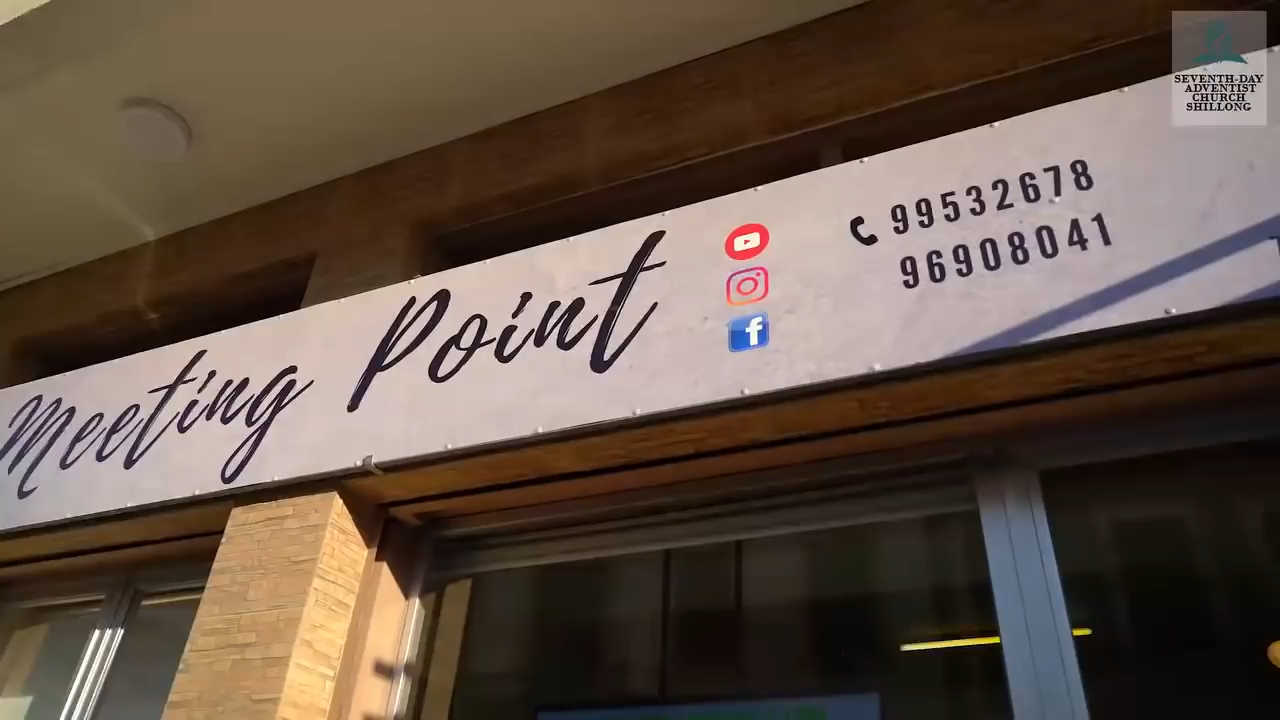 Meeting Point
99532678
96908041
SEVENTH-DAY
ADVENTIST
CHURCH
SHILLONG